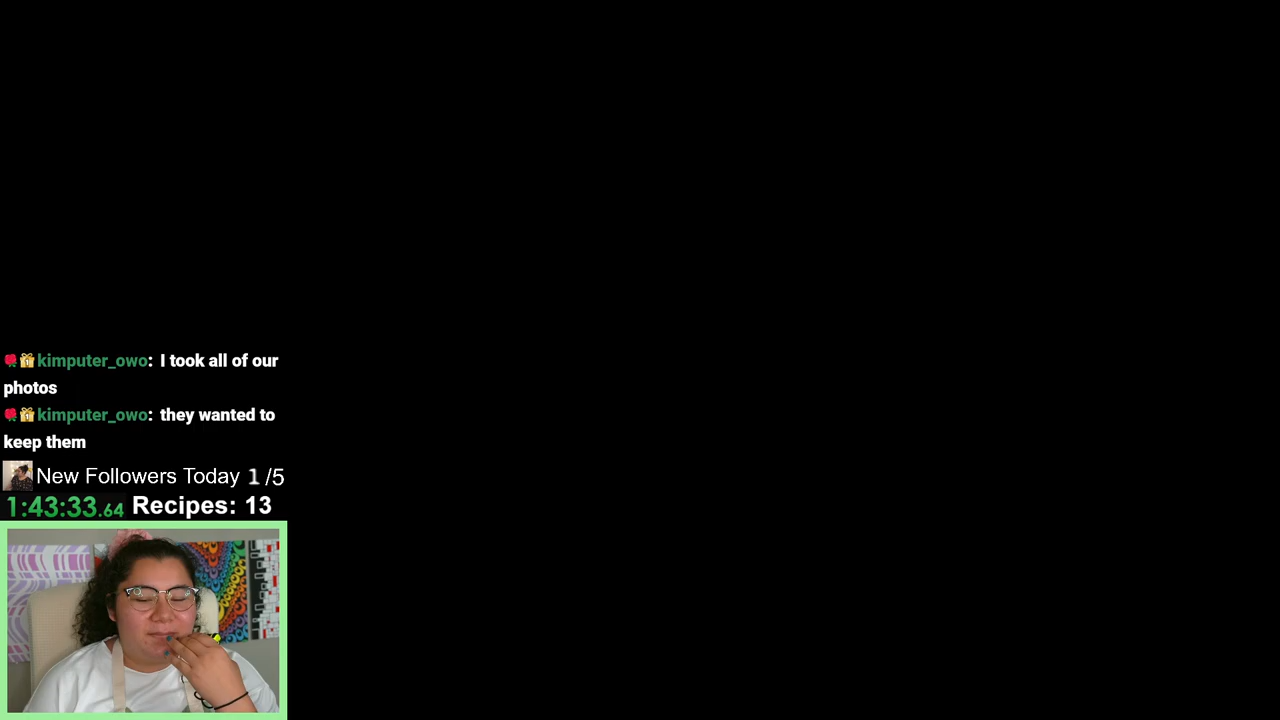 kimputer_owo: I took all of our
photos
kimputer_owo: they wanted to
keep them
New Followers Today 1/5
1:43:33.64 Recipes: 13